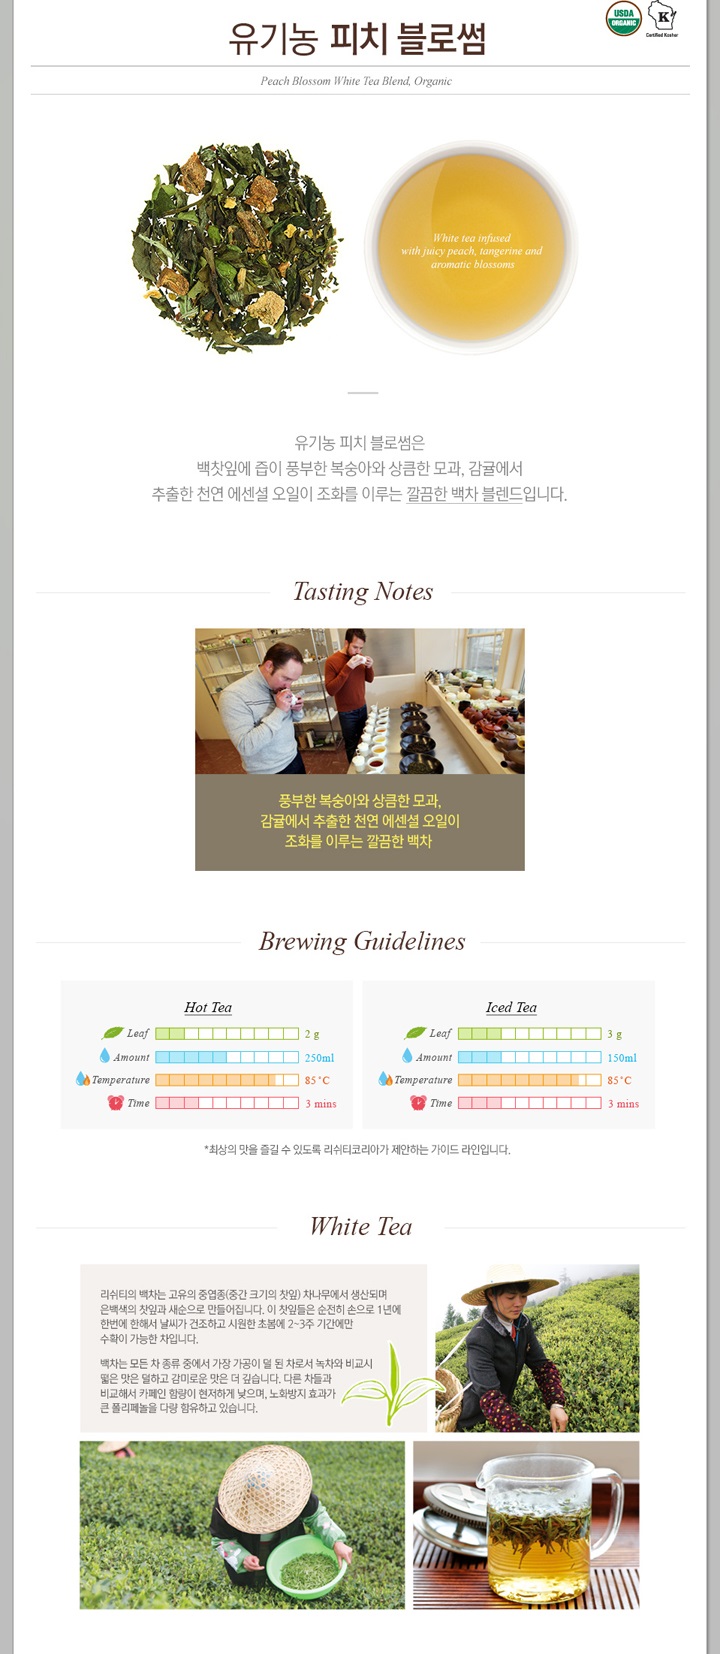 유기농 피치 블로썸
USDA
ORGANIC
K
Certified Kosher
Peach Blossom White Tea Blend, Organic
White tea infused
with juicy peach, tangerine and
aromatic blossoms
유기농 피치 블로썸은
백찻잎에 즙이 풍부한 복숭아와 상큼한 모과, 감귤에서
추출한 천연 에센셜 오일이 조화를 이루는 깔끔한 백차 블렌드입니다.
Tasting Notes
풍부한 복숭아와 상큼한 모과,
감귤에서 추출한 천연 에센셜 오일이
조화를 이루는 깔끔한 백차
Brewing Guidelines
Hot Tea
Leaf 2 g
Amount 250ml
Temperature 85˚C
Time 3 mins
Iced Tea
Leaf 3 g
Amount 150ml
Temperature 85˚C
Time 3 mins
*최상의 맛을 즐길 수 있도록 리쉬티코리아가 제안하는 가이드 라인입니다.
White Tea
리쉬티의 백차는 고유의 중엽종(중간 크기의 찻잎) 차나무에서 생산되며
은백색의 찻잎과 새순으로 만들어집니다. 이 찻잎들은 순전히 손으로 1년에
한번에 한해서 날씨가 건조하고 시원한 초봄에 2~3주 기간에만
수확이 가능한 차입니다.
백차는 모든 차 종류 중에서 가장 가공이 덜 된 차로서 녹차와 비교시
떫은 맛은 덜하고 감미로운 맛은 더 깊습니다. 다른 차들과
비교해서 카페인 함량이 현저하게 낮으며, 노화방지 효과가
큰 폴리페놀을 다량 함유하고 있습니다.